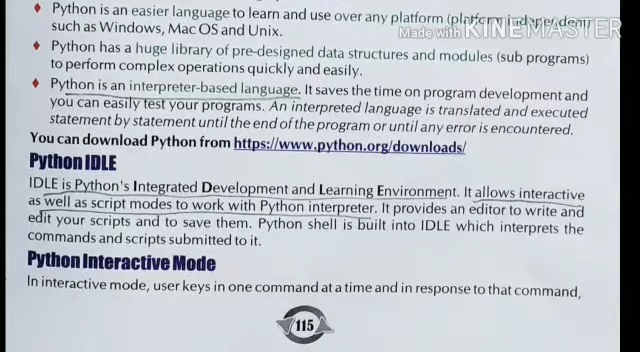 Python is an easier language to learn and use over any platform (platform independent)
such as Windows, Mac OS and Unix.
Made with KINEMASTER
Python has a huge library of pre-designed data structures and modules (sub programs)
to perform complex operations quickly and easily.
Python is an interpreter-based language. It saves the time on program development and
you can easily test your programs. An interpreted language is translated and executed
statement by statement until the end of the program or until any error is encountered.
You can download Python from https://www.python.org/downloads/
Python IDLE
IDLE is Python's Integrated Development and Learning Environment. It allows interactive
as well as script modes to work with Python interpreter. It provides an editor to write and
edit your scripts and to save them. Python shell is built into IDLE which interprets the
commands and scripts submitted to it.
Python Interactive Mode
In interactive mode, user keys in one command at a time and in response to that command,
115